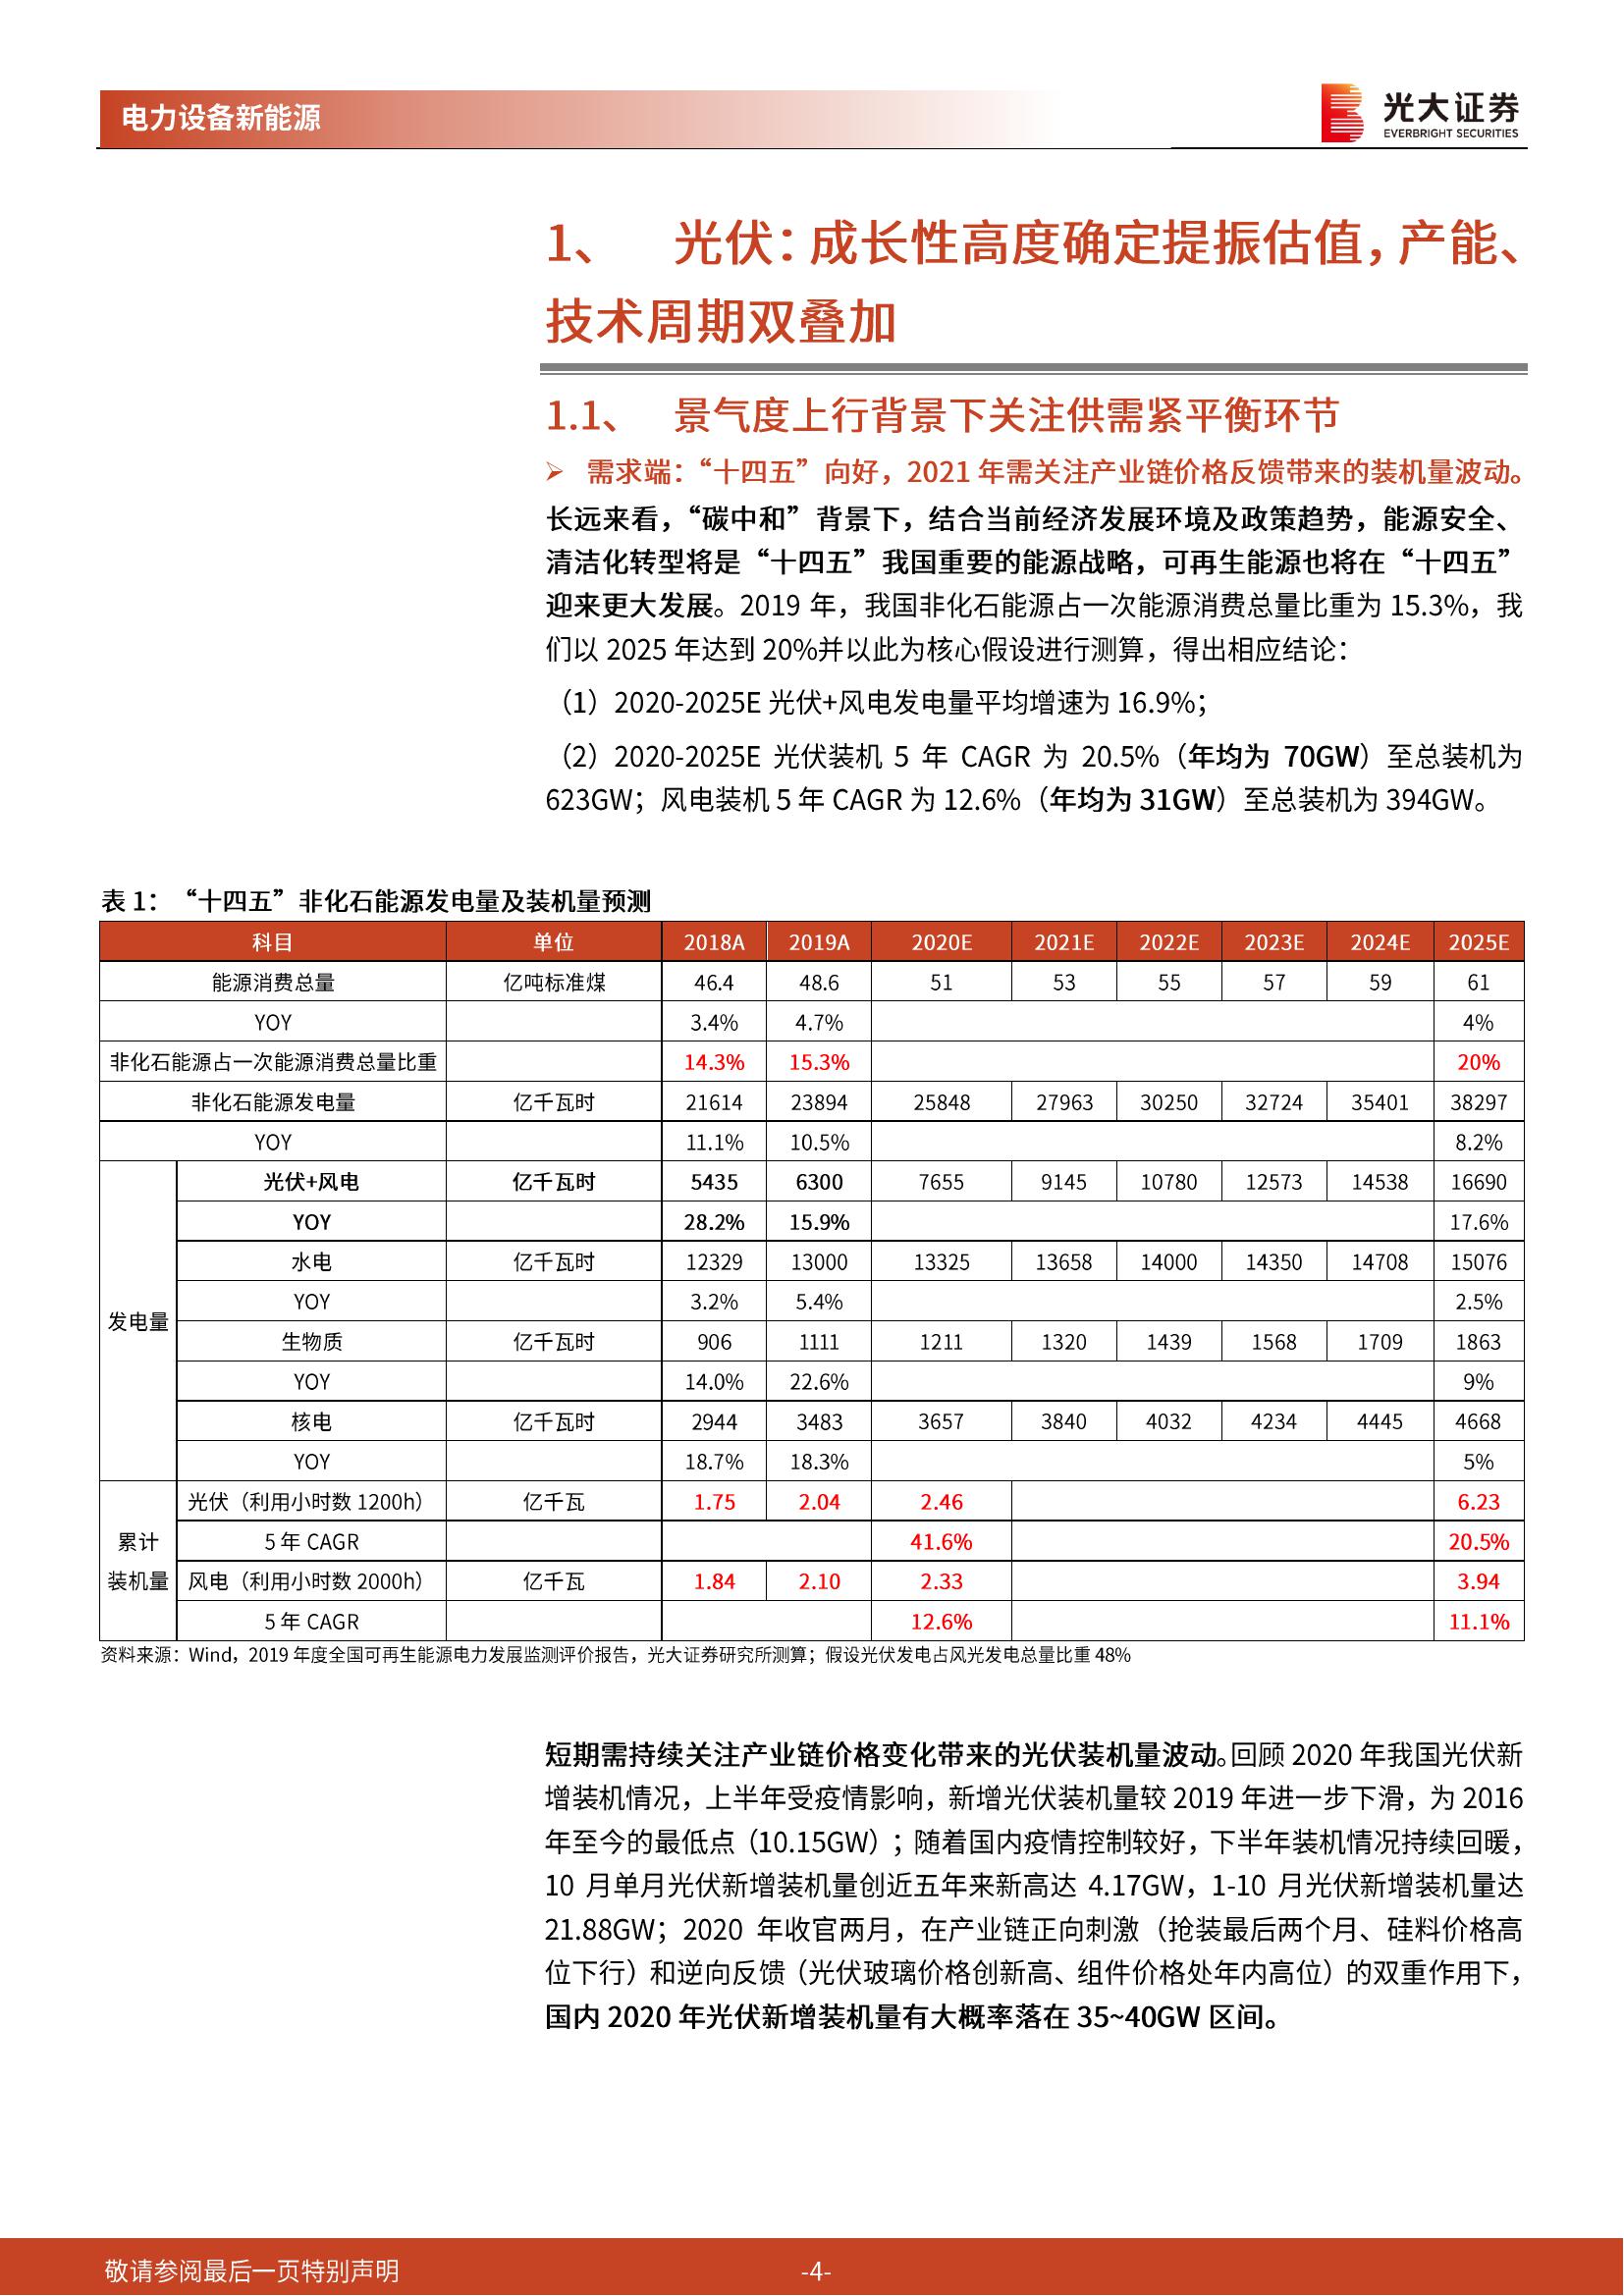 电力设备新能源
光大证券
EVERBRIGHT SECURITIES
1、 光伏：成长性高度确定提振估值，产能、
技术周期双叠加
1.1、 景气度上行背景下关注供需紧平衡环节
➢ 需求端：“十四五”向好，2021 年需关注产业链价格反馈带来的装机量波动。
长远来看，“碳中和”背景下，结合当前经济发展环境及政策趋势，能源安全、
清洁化转型将是“十四五”我国重要的能源战略，可再生能源也将在“十四五”
迎来更大发展。2019 年，我国非化石能源占一次能源消费总量比重为 15.3%，我
们以 2025 年达到 20%并以此为核心假设进行测算，得出相应结论：
（1）2020-2025E 光伏+风电发电量平均增速为 16.9%；
（2）2020-2025E 光伏装机 5 年 CAGR 为 20.5%（年均为 70GW）至总装机为
623GW；风电装机 5 年 CAGR 为 12.6%（年均为 31GW）至总装机为 394GW。
表 1：“十四五”非化石能源发电量及装机量预测
科目 单位 2018A 2019A 2020E 2021E 2022E 2023E 2024E 2025E
能源消费总量 亿吨标准煤 46.4 48.6 51 53 55 57 59 61
YOY 3.4% 4.7% 4%
非化石能源占一次能源消费总量比重 14.3% 15.3% 20%
非化石能源发电量 亿千瓦时 21614 23894 25848 27963 30250 32724 35401 38297
YOY 11.1% 10.5% 8.2%
发电量
光伏+风电 亿千瓦时 5435 6300 7655 9145 10780 12573 14538 16690
YOY 28.2% 15.9% 17.6%
水电 亿千瓦时 12329 13000 13325 13658 14000 14350 14708 15076
YOY 3.2% 5.4% 2.5%
生物质 亿千瓦时 906 1111 1211 1320 1439 1568 1709 1863
YOY 14.0% 22.6% 9%
核电 亿千瓦时 2944 3483 3657 3840 4032 4234 4445 4668
YOY 18.7% 18.3% 5%
累计
装机量
光伏（利用小时数 1200h） 亿千瓦 1.75 2.04 2.46 6.23
5 年 CAGR 41.6% 20.5%
风电（利用小时数 2000h） 亿千瓦 1.84 2.10 2.33 3.94
5 年 CAGR 12.6% 11.1%
资料来源：Wind，2019 年度全国可再生能源电力发展监测评价报告，光大证券研究所测算；假设光伏发电占风光发电总量比重 48%
短期需持续关注产业链价格变化带来的光伏装机量波动。回顾 2020 年我国光伏新
增装机情况，上半年受疫情影响，新增光伏装机量较 2019 年进一步下滑，为 2016
年至今的最低点（10.15GW）；随着国内疫情控制较好，下半年装机情况持续回暖，
10 月单月光伏新增装机量创近五年来新高达 4.17GW，1-10 月光伏新增装机量达
21.88GW；2020 年收官两月，在产业链正向刺激（抢装最后两个月、硅料价格高
位下行）和逆向反馈（光伏玻璃价格创新高、组件价格处年内高位）的双重作用下，
国内 2020 年光伏新增装机量有大概率落在 35~40GW 区间。
敬请参阅最后一页特别声明
-4-